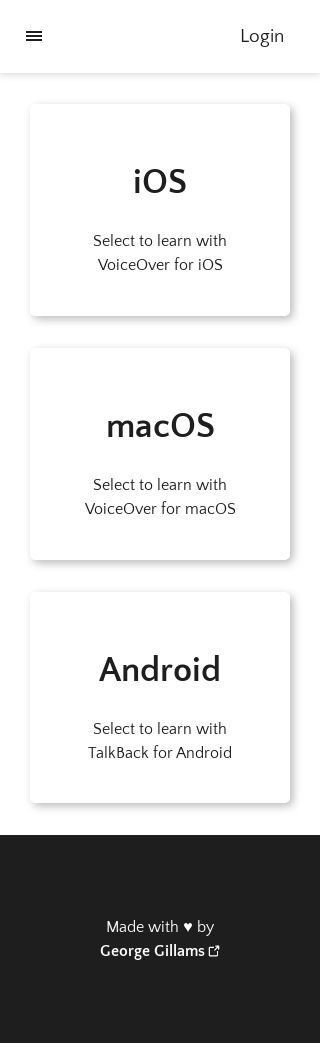 Login
iOS
Select to learn with
VoiceOver for iOS
macOS
Select to learn with
VoiceOver for macOS
Android
Select to learn with
TalkBack for Android
Made with ♥ by
George Gillams